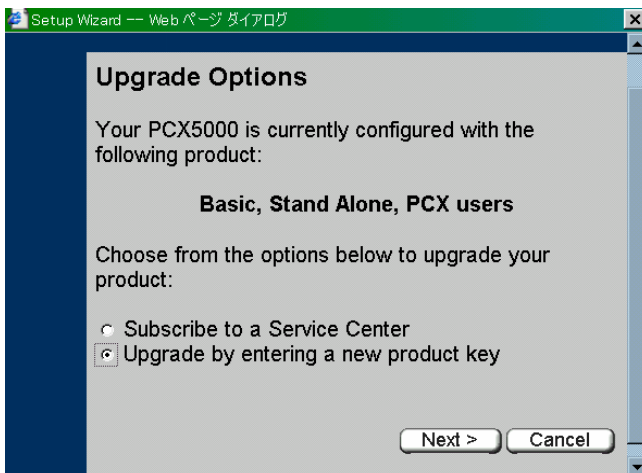 Setup Wizard -- Web ページ ダイアログ
Upgrade Options
Your PCX5000 is currently configured with the
following product:
Basic, Stand Alone, PCX users
Choose from the options below to upgrade your
product:
Subscribe to a Service Center
Upgrade by entering a new product key
Next > Cancel